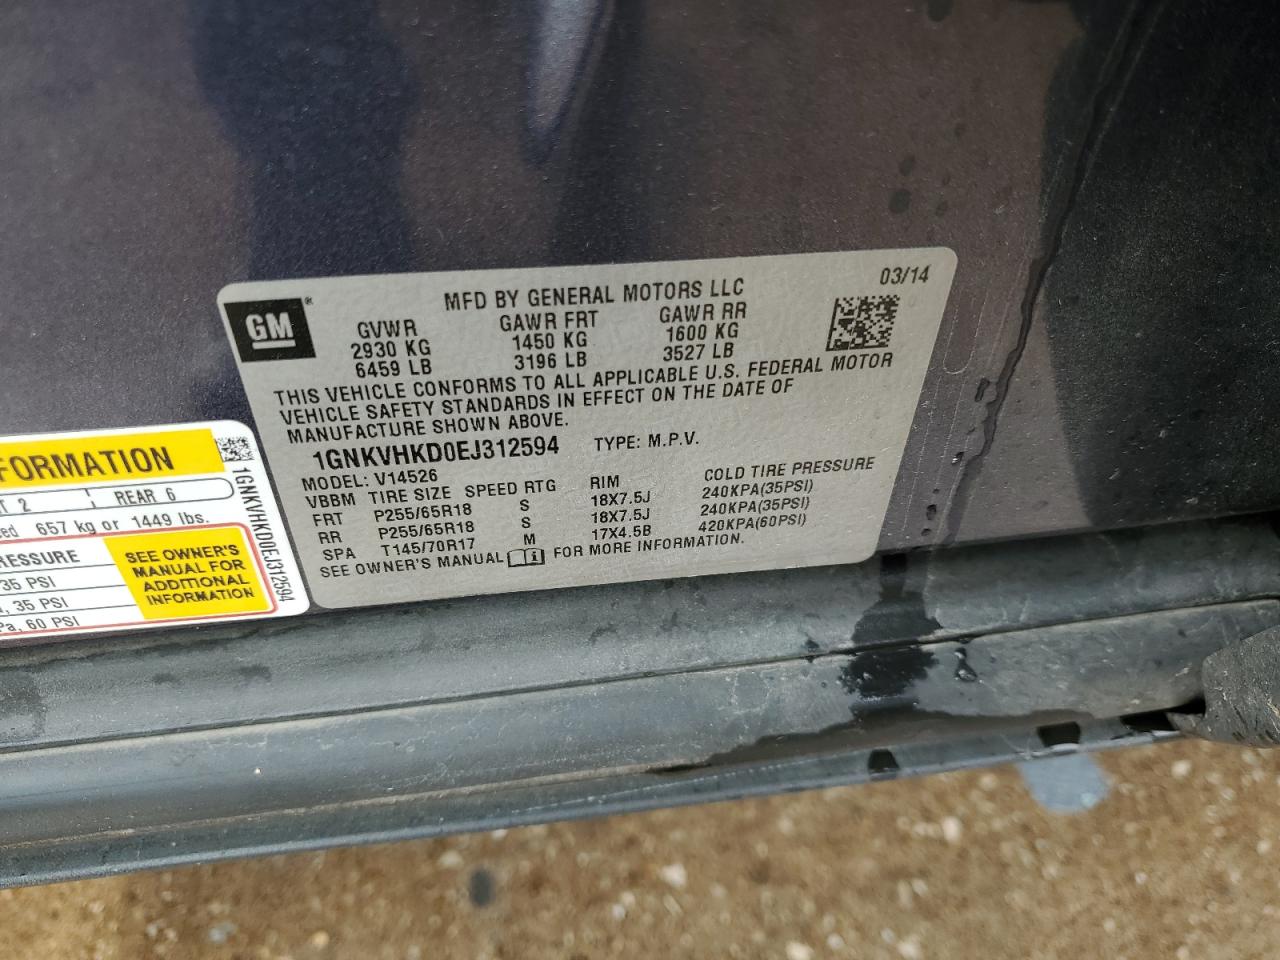 03/14
GM®
MFD BY GENERAL MOTORS LLC
GVWR GAWR FRT GAWR RR
2930 KG 1450 KG 1600 KG
6459 LB 3196 LB 3527 LB
THIS VEHICLE CONFORMS TO ALL APPLICABLE U.S. FEDERAL MOTOR
VEHICLE SAFETY STANDARDS IN EFFECT ON THE DATE OF
MANUFACTURE SHOWN ABOVE.
1GNKVHKD0EJ312594 TYPE: M.P.V.
MODEL: V14526
VBBM TIRE SIZE SPEED RTG RIM COLD TIRE PRESSURE
FRT P255/65R18 S 18X7.5J 240KPA(35PSI)
RR P255/65R18 S 18X7.5J 240KPA(35PSI)
SPA T145/70R17 M 17X4.5B 420KPA(60PSI)
SEE OWNER'S MANUAL FOR MORE INFORMATION.
FORMATION
2 REAR 6
657 kg or 1449 lbs.
PRESSURE
35 PSI
35 PSI
60 PSI
SEE OWNER'S
MANUAL FOR
ADDITIONAL
INFORMATION
1GNKVHKD0EJ312594